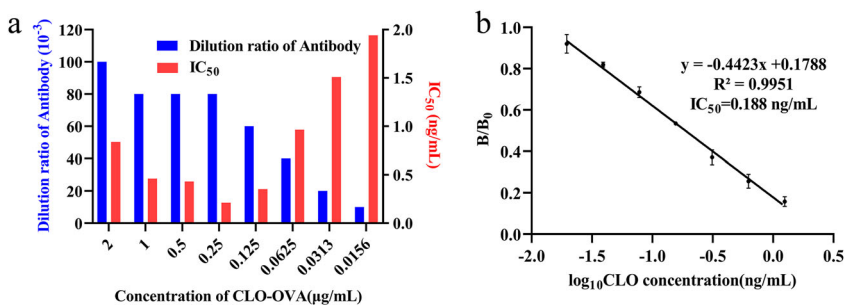 a
Dilution ratio of Antibody (10⁻³)
120
100
80
60
40
20
0
Dilution ratio of Antibody
IC₅₀
2.0
1.5
1.0
0.5
0.0
IC₅₀ (ng/mL)
2
1
0.5
0.25
0.125
0.0625
0.0313
0.0156
Concentration of CLO-OVA(μg/mL)
b
B/B₀
1.0
0.8
0.6
0.4
0.2
0.0
y = -0.4423x +0.1788
R² = 0.9951
IC₅₀=0.188 ng/mL
-2.0
-1.5
-1.0
-0.5
0.0
0.5
log₁₀CLO concentration(ng/mL)